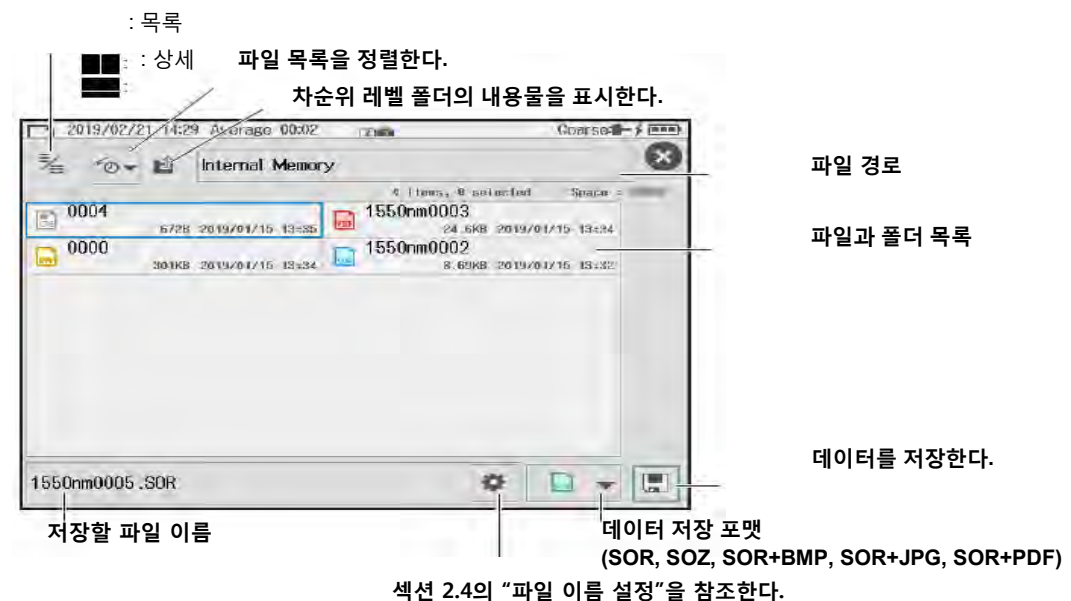 : 목록
: : 상세 파일 목록을 정렬한다.
:
차순위 레벨 폴더의 내용물을 표시한다.
2019/02/21 14:29 Average 00:02 Coarse
Internal Memory
파일 경로
4 items, 0 selected Space =
0004
672B 2019/01/15 13:35
1550nm0003
24.6KB 2019/01/15 13:34
파일과 폴더 목록
0000
301KB 2019/01/15 13:34
1550nm0002
8.69KB 2019/01/15 13:32
데이터를 저장한다.
1550nm0005.SOR
저장할 파일 이름
데이터 저장 포맷
(SOR, SOZ, SOR+BMP, SOR+JPG, SOR+PDF)
섹션 2.4의 “파일 이름 설정”을 참조한다.